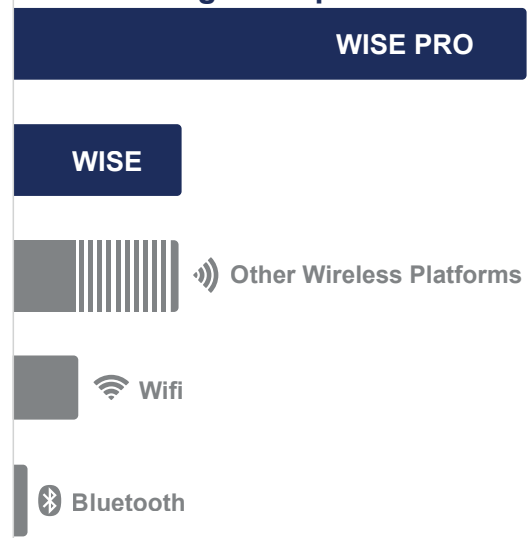 WISE PRO
WISE
Other Wireless Platforms
Wifi
Bluetooth